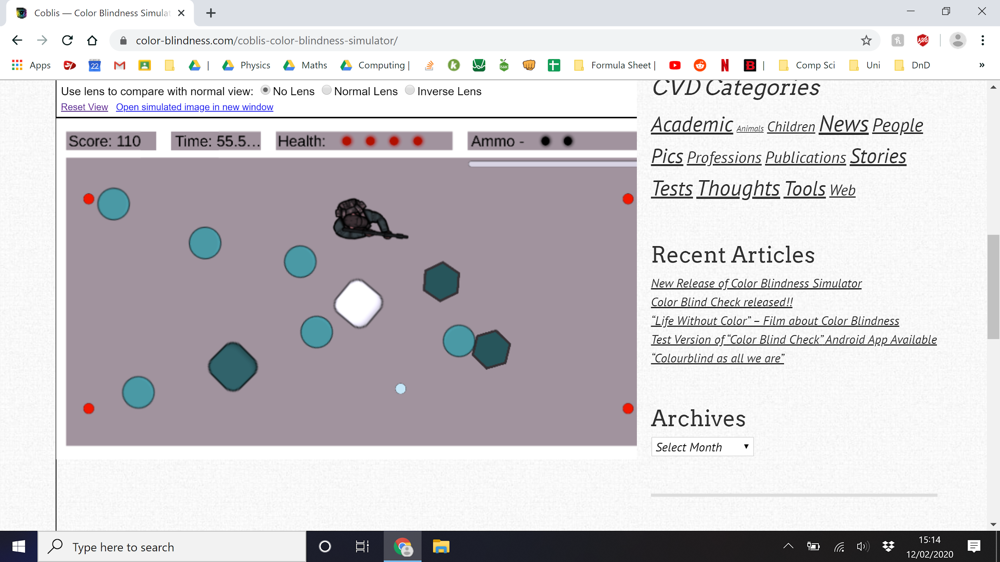 Coblis — Color Blindness Simulat
color-blindness.com/coblis-color-blindness-simulator/
Apps 22 | Physics Maths Computing | Formula Sheet | | Comp Sci Uni DnD »
Use lens to compare with normal view: No Lens Normal Lens Inverse Lens
Reset View Open simulated image in new window
Score: 110 Time: 55.5... Health: Ammo -
CVD Categories
Academic Animals Children News People
Pics Professions Publications Stories
Tests Thoughts Tools Web
Recent Articles
New Release of Color Blindness Simulator
Color Blind Check released!!
“Life Without Color” – Film about Color Blindness
Test Version of “Color Blind Check” Android App Available
“Colourblind as all we are”
Archives
Select Month
Type here to search
15:14
12/02/2020